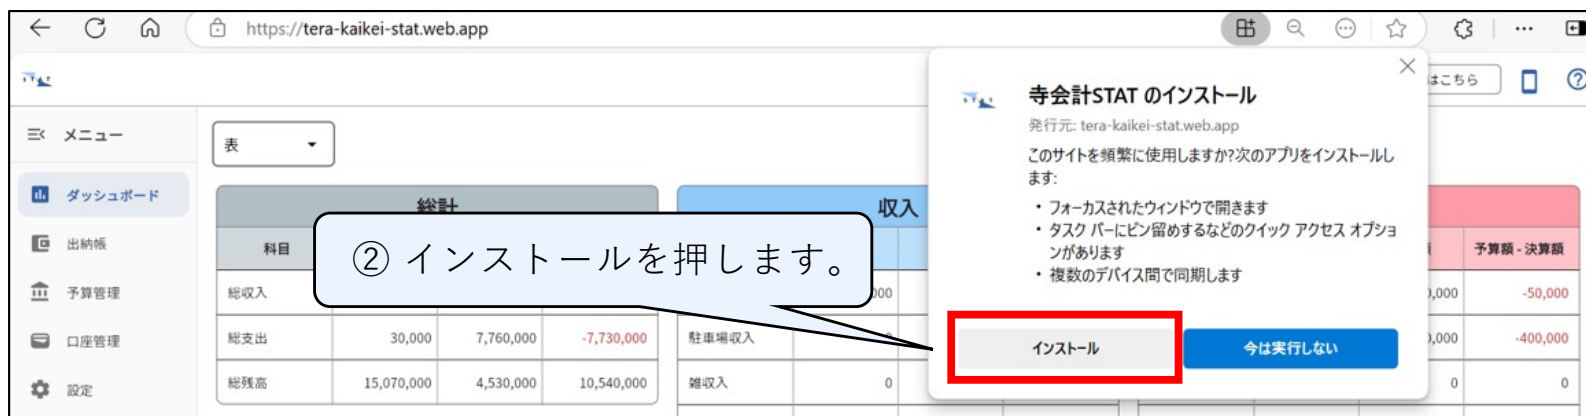 https://tera-kaikei-stat.web.app
STAT
はこちら
寺会計STAT のインストール
発行元: tera-kaikei-stat.web.app
このサイトを頻繁に使用しますか?次のアプリをインストールし
ます:
・フォーカスされたウィンドウで開きます
・タスク バーにピン留めするなどのクイック アクセス オプショ
ンがあります
・複数のデバイス間で同期します
インストール
今は実行しない
メニュー
表
ダッシュボード
出納帳
予算管理
口座管理
設定
② インストールを押します。
総計
収入
科目
予算額 - 決算額
総収入
-50,000
総支出 30,000 7,760,000 -7,730,000
駐車場収入
-400,000
総残高 15,070,000 4,530,000 10,540,000
雑収入 0
0 0